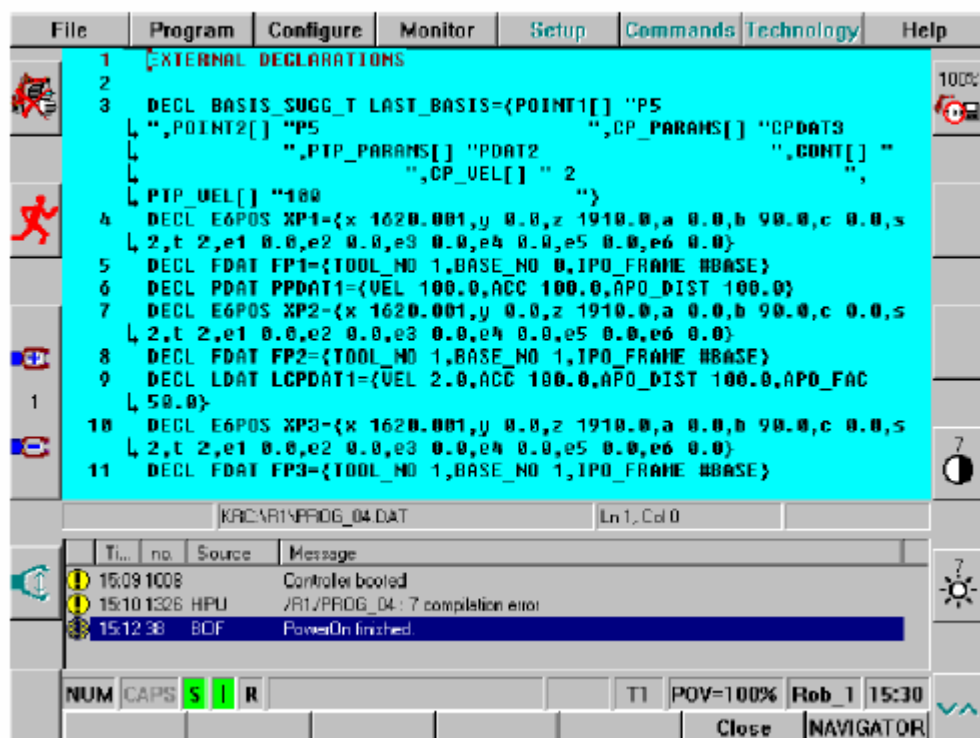 File Program Configure Monitor Setup Commands Technology Help
1 EXTERNAL DECLARATIONS
2
3 DECL BASIS_SUGG_T LAST_BASIS={POINT1[] "P5
",POINT2[] "P5 ",CP_PARAMS[] "CPDAT3
",PTP_PARAMS[] "PDAT2 ",CONT[] "
",CP_VEL[] " 2 ",
PTP_VEL[] "100 "}
4 DECL E6POS XP1={x 1620.001,y 0.0,z 1910.0,a 0.0,b 90.0,c 0.0,s
2,t 2,e1 0.0,e2 0.0,e3 0.0,e4 0.0,e5 0.0,e6 0.0}
5 DECL FDAT FP1={TOOL_NO 1,BASE_NO 0,IPO_FRAME #BASE}
6 DECL PDAT PPDAT1={VEL 100.0,ACC 100.0,APO_DIST 100.0}
7 DECL E6POS XP2={x 1620.001,y 0.0,z 1910.0,a 0.0,b 90.0,c 0.0,s
2,t 2,e1 0.0,e2 0.0,e3 0.0,e4 0.0,e5 0.0,e6 0.0}
8 DECL FDAT FP2={TOOL_NO 1,BASE_NO 1,IPO_FRAME #BASE}
9 DECL LDAT LCPDAT1={VEL 2.0,ACC 100.0,APO_DIST 100.0,APO_FAC
50.0}
10 DECL E6POS XP3={x 1620.001,y 0.0,z 1910.0,a 0.0,b 90.0,c 0.0,s
2,t 2,e1 0.0,e2 0.0,e3 0.0,e4 0.0,e5 0.0,e6 0.0}
11 DECL FDAT FP3={TOOL_NO 1,BASE_NO 1,IPO_FRAME #BASE}
100%
1
7
7
KRC:\R1\PROG_04.DAT Ln 1, Col 0
Ti... no. Source Message
15:09 1008 Controller booted
15:10 1326 HPU /R1/PROG_04 : 7 compilation error
15:12 38 BOF PowerOn finished.
NUM CAPS S I R T1 POV=100% Rob_1 15:30
Close NAVIGATOR